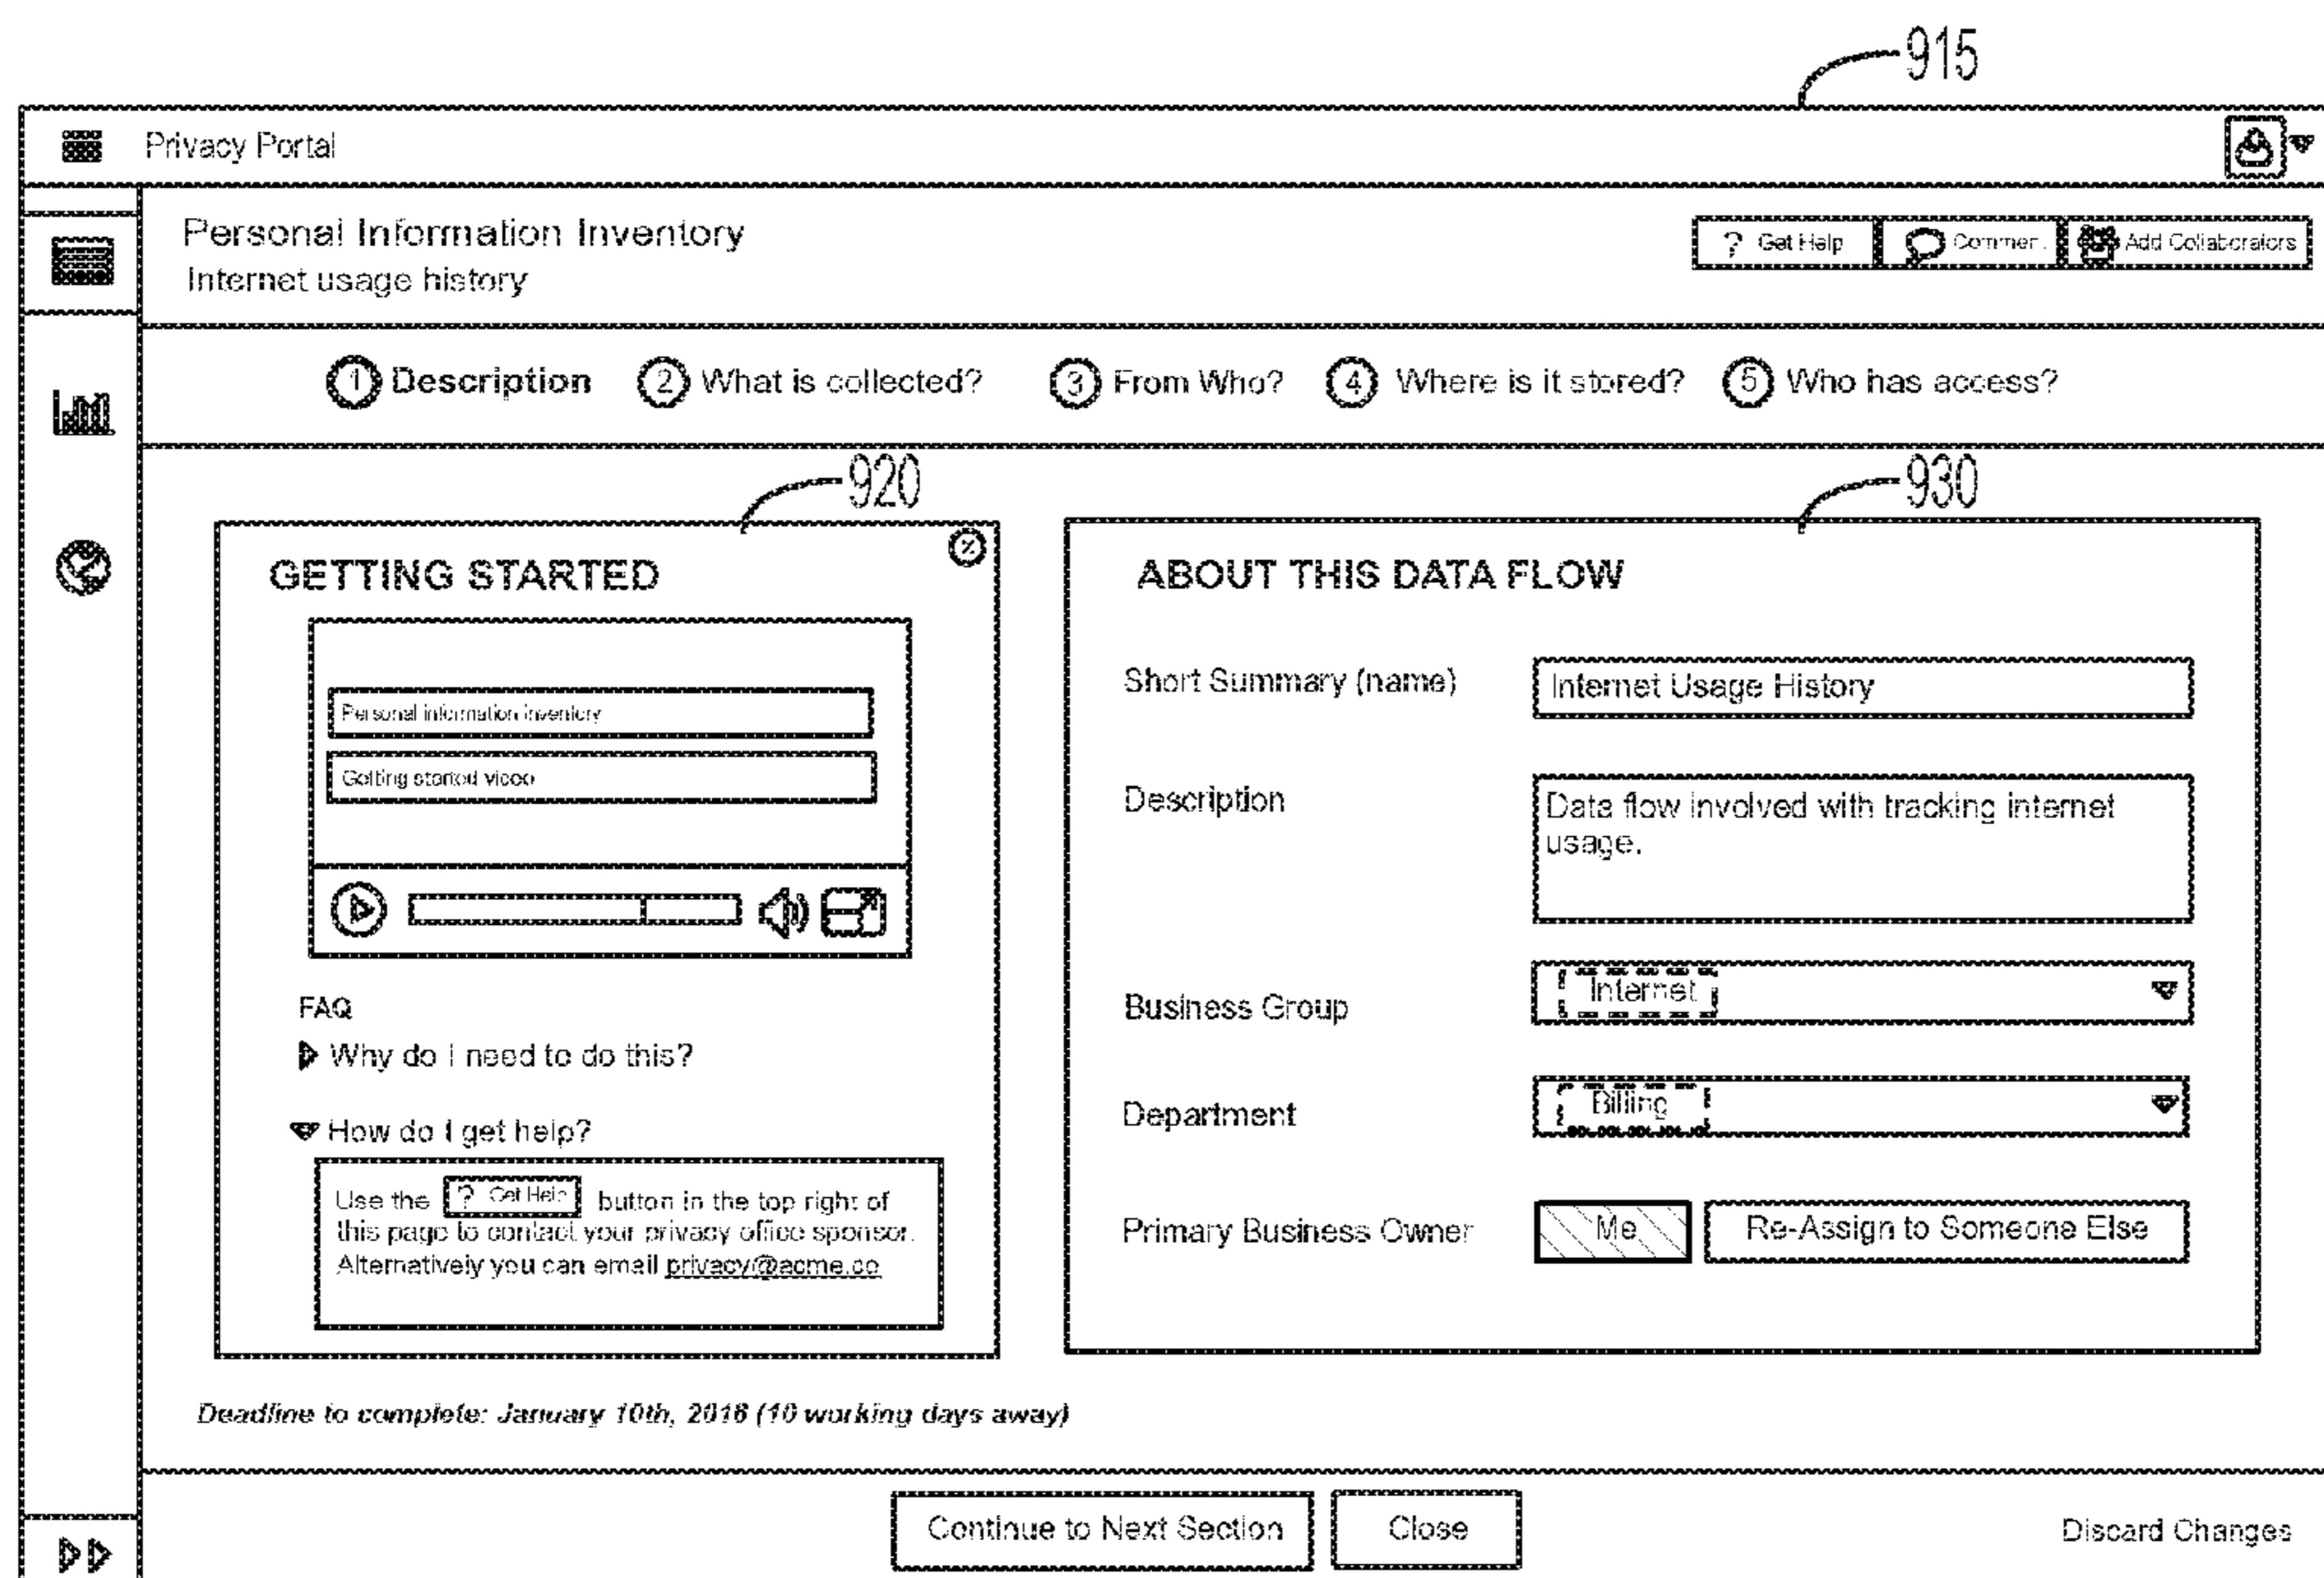 915
Privacy Portal
Personal Information Inventory
? Get Help Comment Add Collaborators
Internet usage history
1 Description 2 What is collected? 3 From Who? 4 Where is it stored? 5 Who has access?
920
930
GETTING STARTED
Personal information inventory
Getting started video
FAQ
Why do I need to do this?
How do I get help?
Use the ? Get Help button in the top right of
this page to contact your privacy office sponsor.
Alternatively you can email privacy@acme.co
ABOUT THIS DATA FLOW
Short Summary (name) Internet Usage History
Description Data flow involved with tracking internet
usage.
Business Group Internet
Department Billing
Primary Business Owner Me Re-Assign to Someone Else
Deadline to complete: January 10th, 2016 (10 working days away)
Continue to Next Section Close Discard Changes